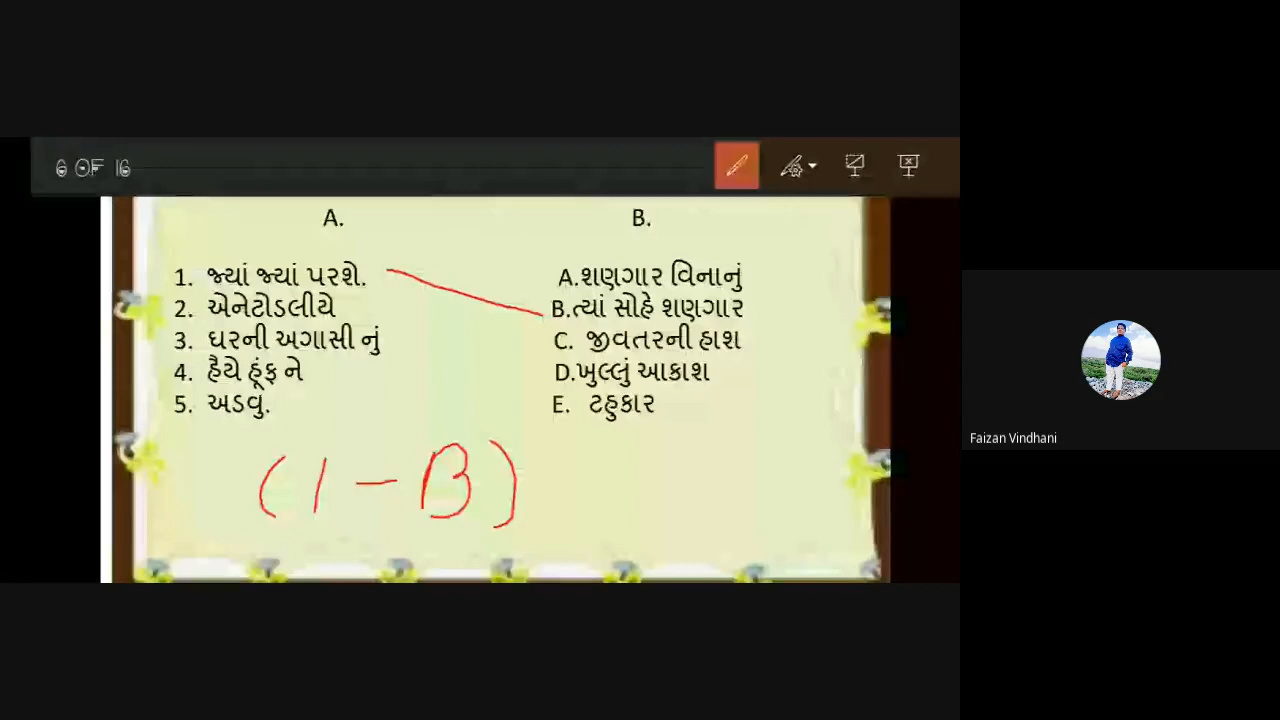 6 OF 16
A. B.
1. જ્યાં જ્યાં પરશે. A.શણગાર વિનાનું
2. એનેટોડલીયે B.ત્યાં સોહે શણગાર
3. ઘરની અગાસી નું C. જીવતરની હાશ
4. હૈયે હૂંફ ને D.ખુલ્લું આકાશ
5. અડવું. E. ટહુકાર
(1 - B)
Faizan Vindhani